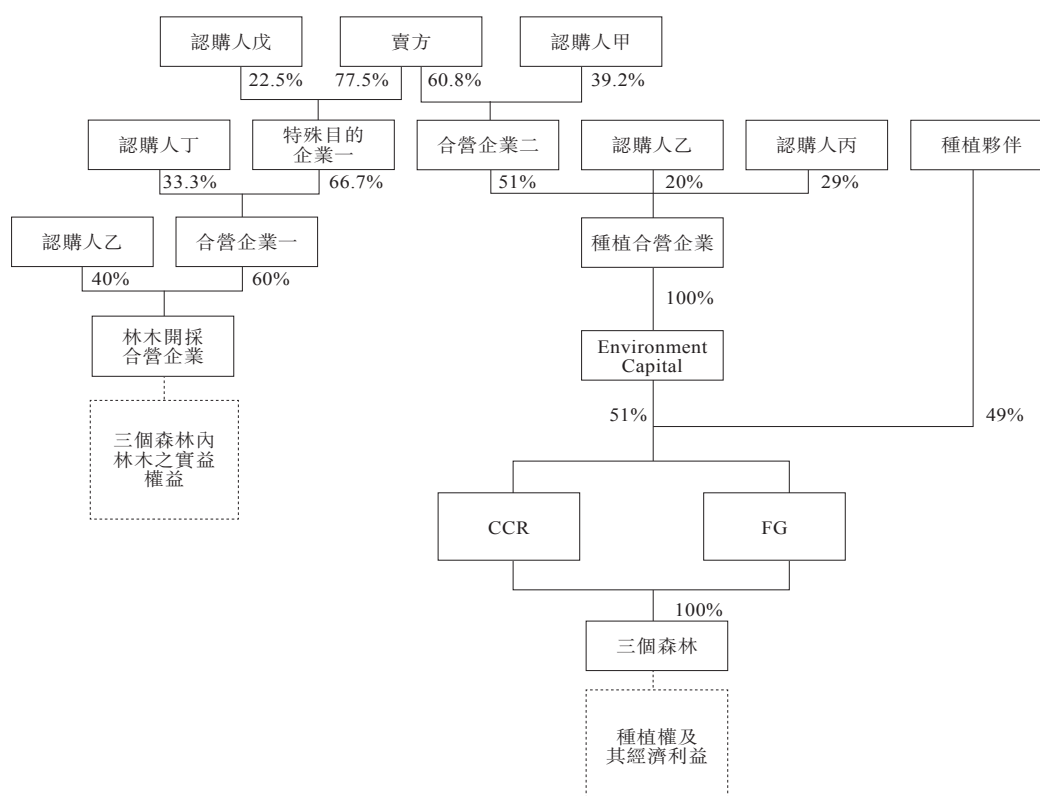 認購人戊
賣方
認購人甲
22.5%
77.5%
60.8%
39.2%
認購人丁
特殊目的
企業一
合營企業二
認購人乙
認購人丙
種植夥伴
33.3%
66.7%
51%
20%
29%
認購人乙
合營企業一
種植合營企業
40%
60%
100%
林木開採
合營企業
Environment
Capital
51%
49%
三個森林內
林木之實益
權益
CCR
FG
100%
三個森林
種植權及
其經濟利益